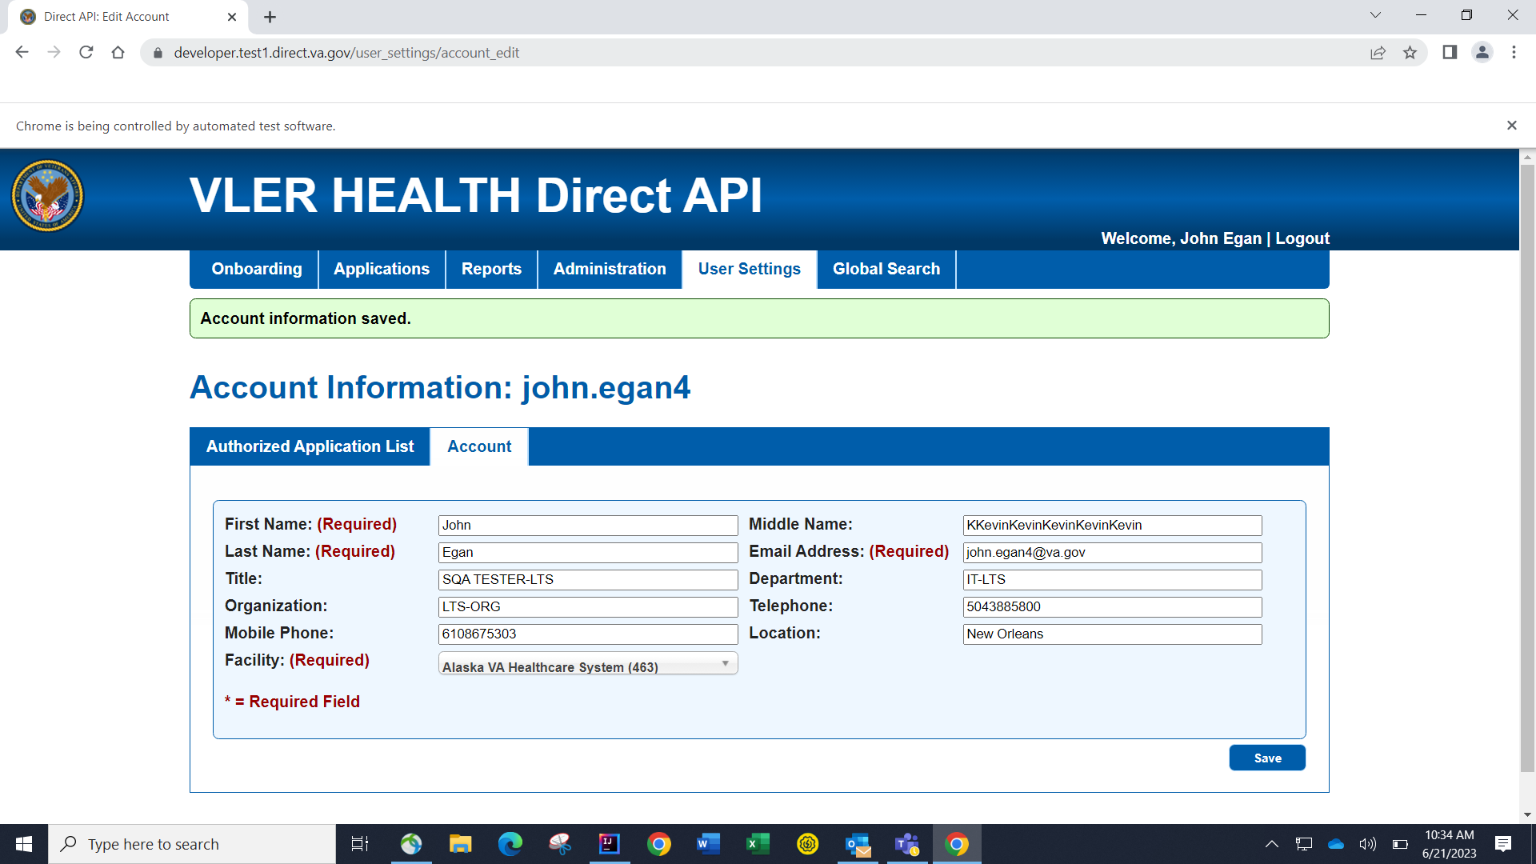 Direct API: Edit Account
developer.test1.direct.va.gov/user_settings/account_edit
Chrome is being controlled by automated test software.
VLER HEALTH Direct API
Welcome, John Egan | Logout
Onboarding Applications Reports Administration User Settings Global Search
Account information saved.
Account Information: john.egan4
Authorized Application List Account
First Name: (Required) John Middle Name: KKevinKevinKevinKevinKevin
Last Name: (Required) Egan Email Address: (Required) john.egan4@va.gov
Title: SQA TESTER-LTS Department: IT-LTS
Organization: LTS-ORG Telephone: 5043885800
Mobile Phone: 6108675303 Location: New Orleans
Facility: (Required) Alaska VA Healthcare System (463)
* = Required Field
Save
Type here to search
10:34 AM
6/21/2023